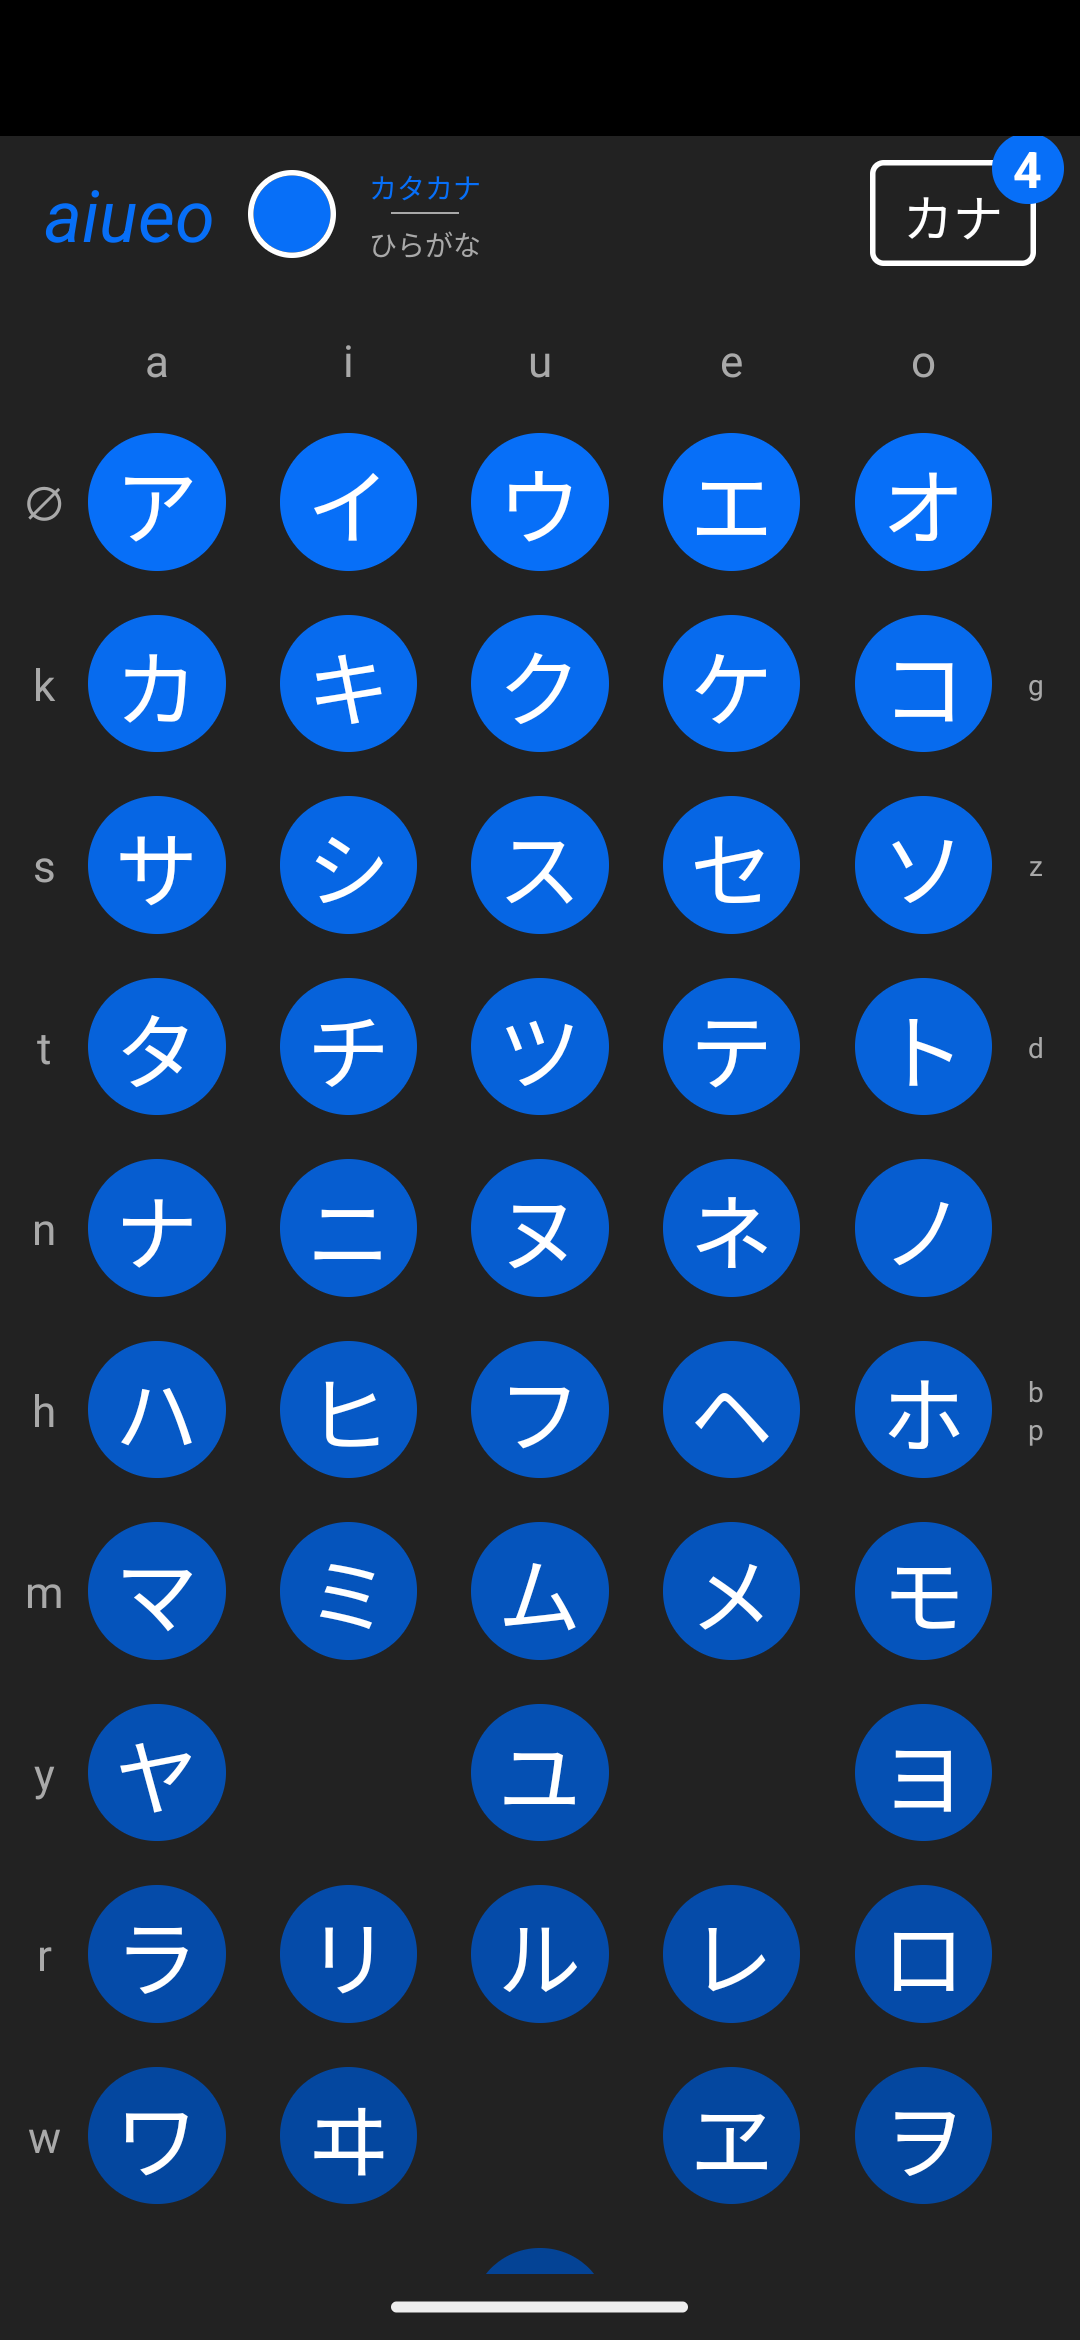 aiueo
カタカナ
ひらがな
カナ
4
a i u e o
∅ ア イ ウ エ オ
k カ キ ク ケ コ g
s サ シ ス セ ソ z
t タ チ ツ テ ト d
n ナ ニ ヌ ネ ノ
h ハ ヒ フ ヘ ホ b p
m マ ミ ム メ モ
y ヤ ユ ヨ
r ラ リ ル レ ロ
w ワ ヰ ヱ ヲ